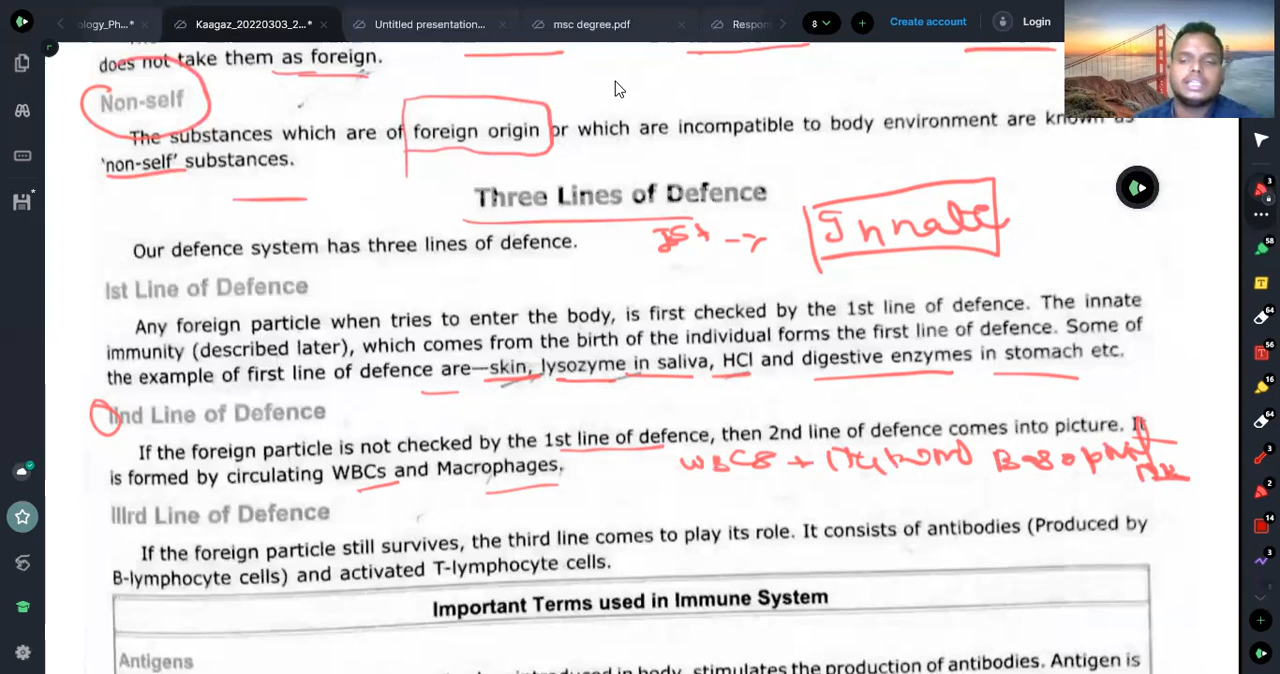 ology_Ph...* Kaagaz_20220303_2...* Untitled presentation... msc degree.pdf Respon 8 Create account Login
does not take them as foreign.
Non-self
The substances which are of foreign origin or which are incompatible to body environment are known as
'non-self' substances.
Three Lines of Defence
Our defence system has three lines of defence.
Ist → Innate
Ist Line of Defence
Any foreign particle when tries to enter the body, is first checked by the 1st line of defence. The innate
immunity (described later), which comes from the birth of the individual forms the first line of defence. Some of
the example of first line of defence are—skin, lysozyme in saliva, HCl and digestive enzymes in stomach etc.
IInd Line of Defence
If the foreign particle is not checked by the 1st line of defence, then 2nd line of defence comes into picture. It
is formed by circulating WBCs and Macrophages.
WBCs +
IIIrd Line of Defence
If the foreign particle still survives, the third line comes to play its role. It consists of antibodies (Produced by
B-lymphocyte cells) and activated T-lymphocyte cells.
Important Terms used in Immune System
Antigens
introduced in body, stimulates the production of antibodies. Antigen is